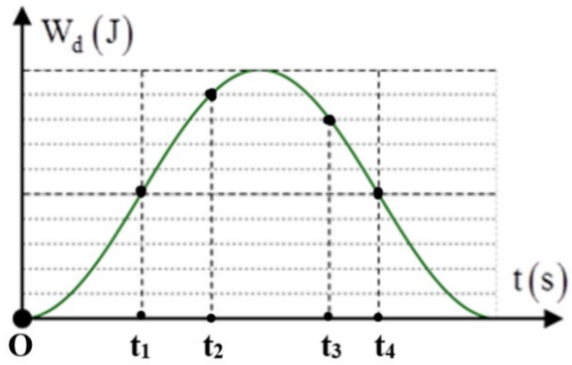 W_d (J)
t(s)
O t₁ t₂ t₃ t₄